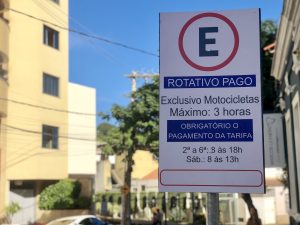 E
ROTATIVO PAGO
Exclusivo Motocicletas
Máximo: 3 horas
OBRIGATÓRIO O
PAGAMENTO DA TARIFA
2ª a 6ª: 8 às 18h
Sáb.: 8 às 13h